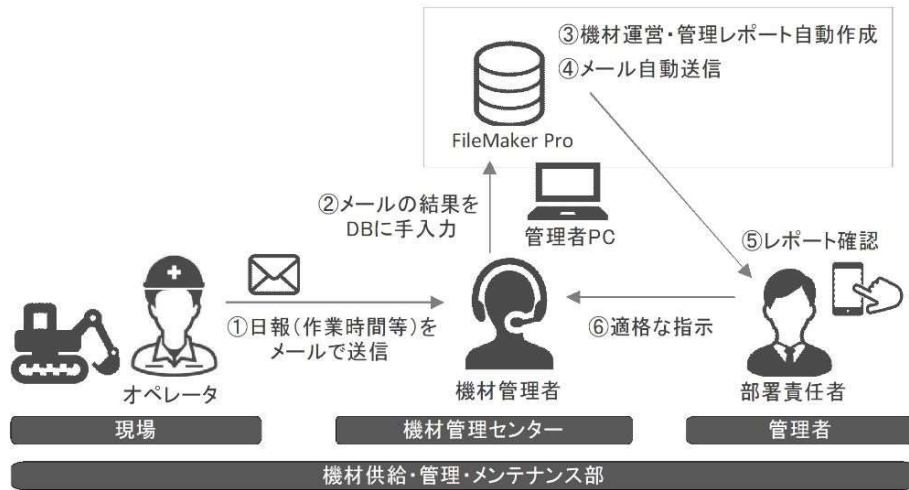 ③機材運営・管理レポート自動作成
④メール自動送信
FileMaker Pro
②メールの結果を
DBに手入力
管理者PC
⑤レポート確認
①日報(作業時間等)を
メールで送信
⑥適格な指示
オペレータ
機材管理者
部署責任者
現場
機材管理センター
管理者
機材供給・管理・メンテナンス部